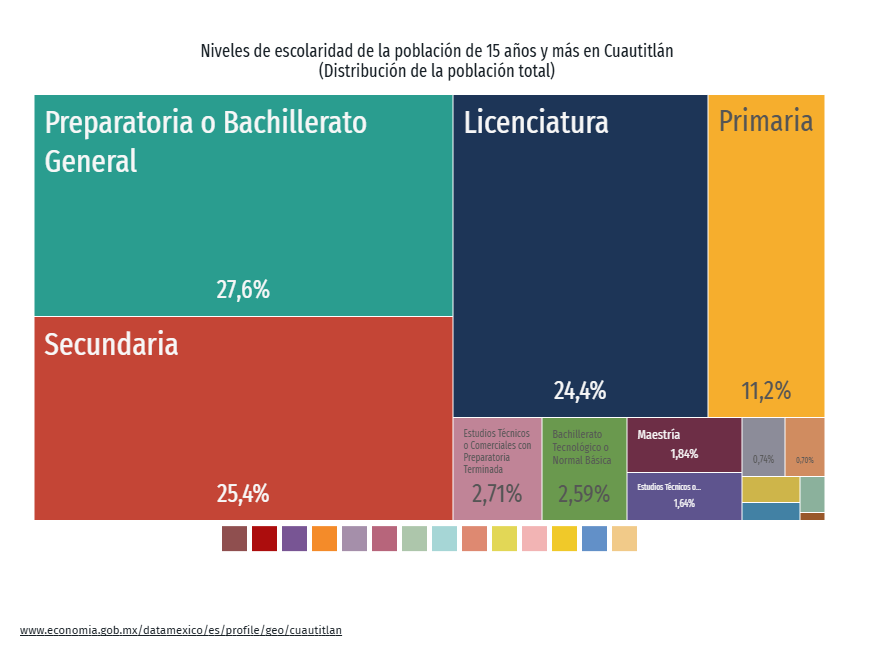 Niveles de escolaridad de la población de 15 años y más en Cuautitlán
(Distribución de la población total)
Preparatoria o Bachillerato
General
27,6%
Secundaria
25,4%
Licenciatura
24,4%
Primaria
11,2%
Estudios Técnicos
o Comerciales con
Preparatoria
Terminada
2,71%
Bachillerato
Tecnológico o
Normal Básica
2,59%
Maestría
1,84%
Estudios Técnicos o...
1,64%
0,74%
0,70%
www.economia.gob.mx/datamexico/es/profile/geo/cuautitlan